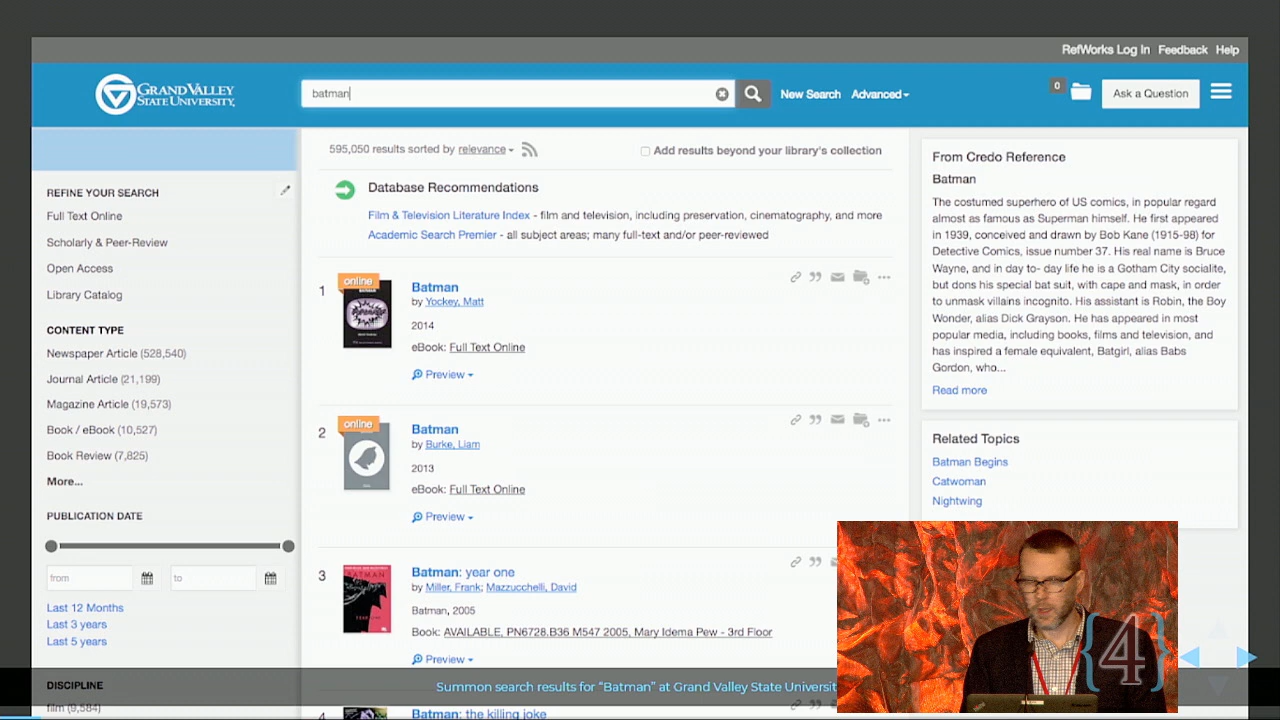 RefWorks Log In Feedback Help
GRAND VALLEY
STATE UNIVERSITY.
batman
New Search
Advanced
0
Ask a Question
REFINE YOUR SEARCH
Full Text Online
Scholarly & Peer-Review
Open Access
Library Catalog
CONTENT TYPE
Newspaper Article (528,540)
Journal Article (21,199)
Magazine Article (19,573)
Book / eBook (10,527)
Book Review (7,825)
More...
PUBLICATION DATE
from
to
Last 12 Months
Last 3 years
Last 5 years
DISCIPLINE
film (9,584)
595,050 results sorted by relevance
Add results beyond your library's collection
Database Recommendations
Film & Television Literature Index - film and television, including preservation, cinematography, and more
Academic Search Premier - all subject areas; many full-text and/or peer-reviewed
1
online
Batman
by Yockey, Matt
2014
eBook: Full Text Online
Preview
2
online
Batman
by Burke, Liam
2013
eBook: Full Text Online
Preview
3
BATMAN
Batman: year one
by Miller, Frank; Mazzucchelli, David
Batman, 2005
Book: AVAILABLE, PN6728.B36 M547 2005, Mary Idema Pew - 3rd Floor
Preview
4
Batman: the killing joke
From Credo Reference
Batman
The costumed superhero of US comics, in popular regard
almost as famous as Superman himself. He first appeared
in 1939, conceived and drawn by Bob Kane (1915-98) for
Detective Comics, issue number 37. His real name is Bruce
Wayne, and in day to- day life he is a Gotham City socialite,
but dons his special bat suit, with cape and mask, in order
to unmask villains incognito. His assistant is Robin, the Boy
Wonder, alias Dick Grayson. He has appeared in most
popular media, including books, films and television, and
has inspired a female equivalent, Batgirl, alias Babs
Gordon, who...
Read more
Related Topics
Batman Begins
Catwoman
Nightwing
Summon search results for "Batman" at Grand Valley State Universit
{4}